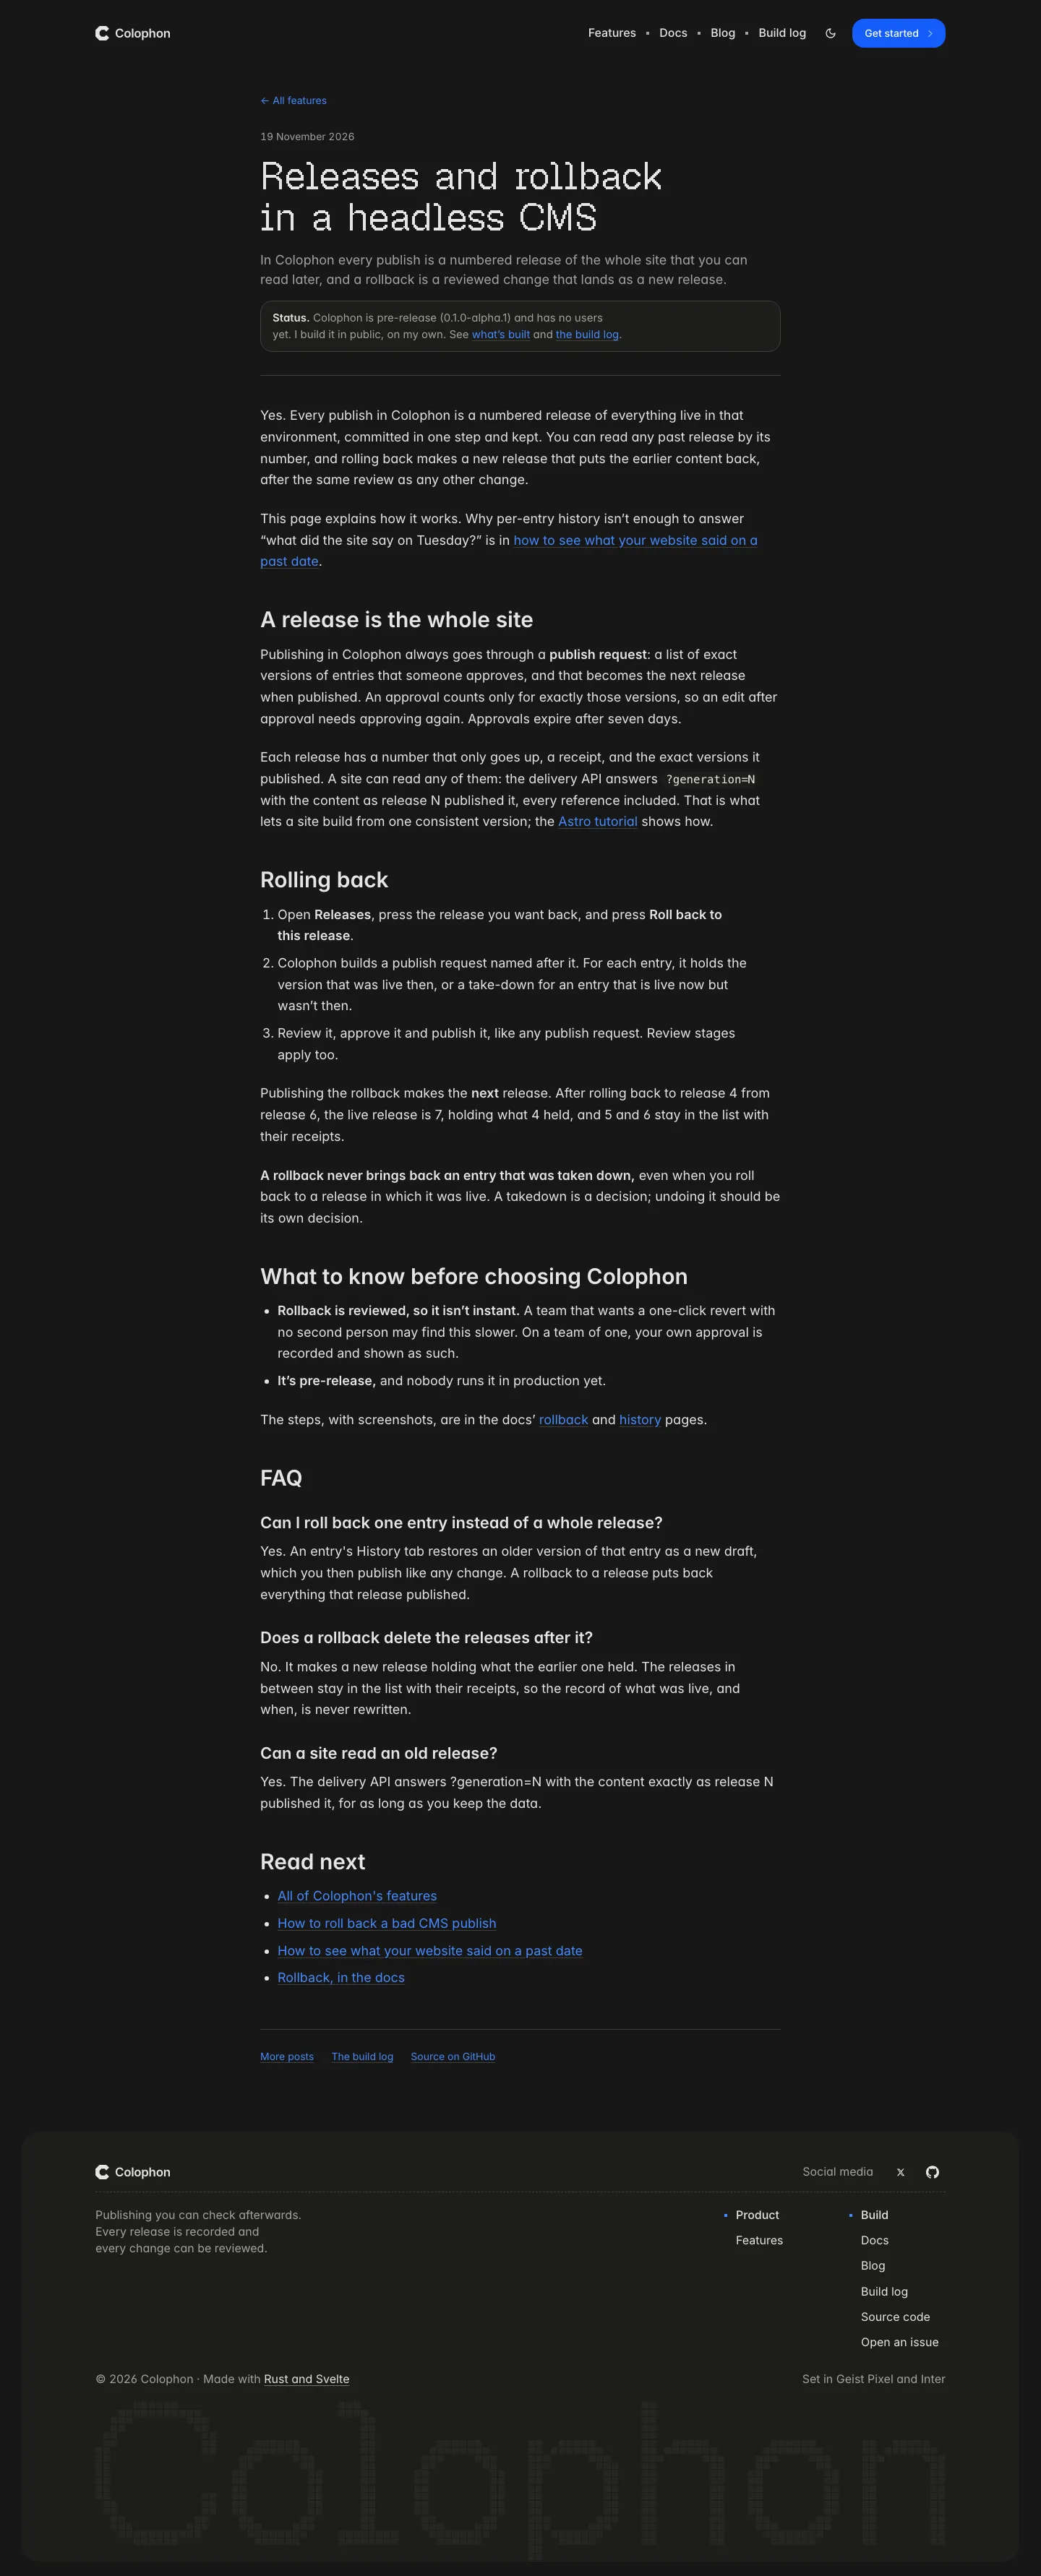 Colophon
Features • Docs • Blog • Build log
Get started
← All features
19 November 2026
Releases and rollback
in a headless CMS
In Colophon every publish is a numbered release of the whole site that you can
read later, and a rollback is a reviewed change that lands as a new release.
Status. Colophon is pre-release (0.1.0-alpha.1) and has no users
yet. I build it in public, on my own. See what’s built and the build log.
Yes. Every publish in Colophon is a numbered release of everything live in that
environment, committed in one step and kept. You can read any past release by its
number, and rolling back makes a new release that puts the earlier content back,
after the same review as any other change.
This page explains how it works. Why per-entry history isn’t enough to answer
“what did the site say on Tuesday?” is in how to see what your website said on a
past date.
A release is the whole site
Publishing in Colophon always goes through a publish request: a list of exact
versions of entries that someone approves, and that becomes the next release
when published. An approval counts only for exactly those versions, so an edit after
approval needs approving again. Approvals expire after seven days.
Each release has a number that only goes up, a receipt, and the exact versions it
published. A site can read any of them: the delivery API answers ?generation=N
with the content as release N published it, every reference included. That is what
lets a site build from one consistent version; the Astro tutorial shows how.
Rolling back
1. Open Releases, press the release you want back, and press Roll back to
this release.
2. Colophon builds a publish request named after it. For each entry, it holds the
version that was live then, or a take-down for an entry that is live now but
wasn’t then.
3. Review it, approve it and publish it, like any publish request. Review stages
apply too.
Publishing the rollback makes the next release. After rolling back to release 4 from
release 6, the live release is 7, holding what 4 held, and 5 and 6 stay in the list with
their receipts.
A rollback never brings back an entry that was taken down, even when you roll
back to a release in which it was live. A takedown is a decision; undoing it should be
its own decision.
What to know before choosing Colophon
• Rollback is reviewed, so it isn’t instant. A team that wants a one-click revert with
no second person may find this slower. On a team of one, your own approval is
recorded and shown as such.
• It’s pre-release, and nobody runs it in production yet.
The steps, with screenshots, are in the docs’ rollback and history pages.
FAQ
Can I roll back one entry instead of a whole release?
Yes. An entry's History tab restores an older version of that entry as a new draft,
which you then publish like any change. A rollback to a release puts back
everything that release published.
Does a rollback delete the releases after it?
No. It makes a new release holding what the earlier one held. The releases in
between stay in the list with their receipts, so the record of what was live, and
when, is never rewritten.
Can a site read an old release?
Yes. The delivery API answers ?generation=N with the content exactly as release N
published it, for as long as you keep the data.
Read next
• All of Colophon's features
• How to roll back a bad CMS publish
• How to see what your website said on a past date
• Rollback, in the docs
More posts The build log Source on GitHub
Colophon
Social media
Publishing you can check afterwards.
Every release is recorded and
every change can be reviewed.
Product
Features
Build
Docs
Blog
Build log
Source code
Open an issue
© 2026 Colophon · Made with Rust and Svelte
Set in Geist Pixel and Inter
Colophon